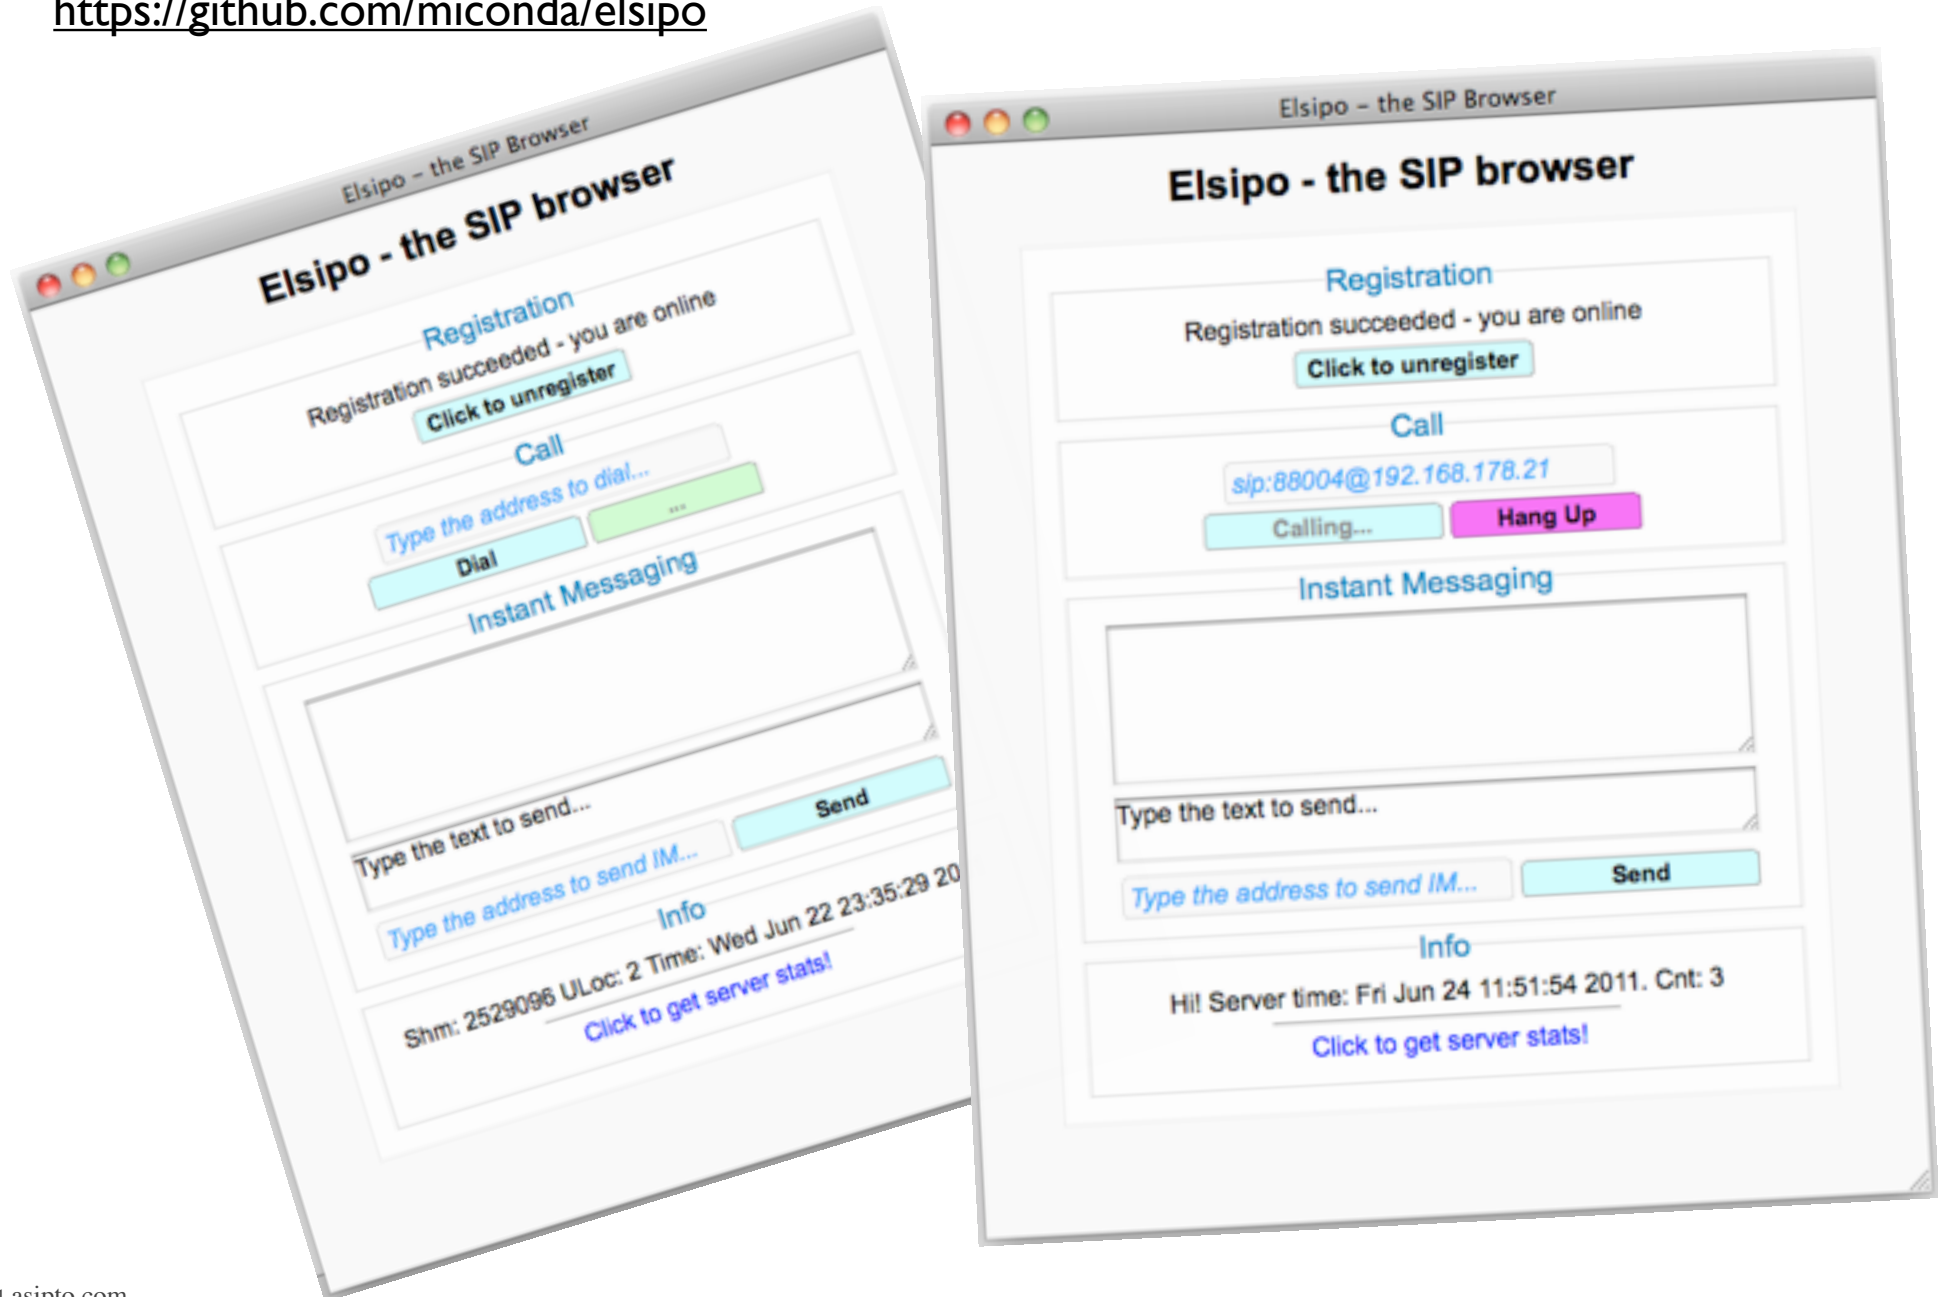 https://github.com/miconda/elsipo
Elsipo – the SIP Browser
Elsipo - the SIP browser
Registration
Registration succeeded - you are online
Click to unregister
Call
Type the address to dial...
Dial ...
Instant Messaging
Type the text to send...
Type the address to send IM... Send
Info
Shm: 2529096 ULoc: 2 Time: Wed Jun 22 23:35:29 20
Click to get server stats!
Elsipo – the SIP Browser
Elsipo - the SIP browser
Registration
Registration succeeded - you are online
Click to unregister
Call
sip:88004@192.168.178.21
Calling... Hang Up
Instant Messaging
Type the text to send...
Type the address to send IM... Send
Info
Hi! Server time: Fri Jun 24 11:51:54 2011. Cnt: 3
Click to get server stats!
asipto.com